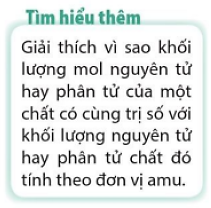 Tìm hiểu thêm
Giải thích vì sao khối
lượng mol nguyên tử
hay phân tử của một
chất có cùng trị số với
khối lượng nguyên tử
hay phân tử chất đó
tính theo đơn vị amu.